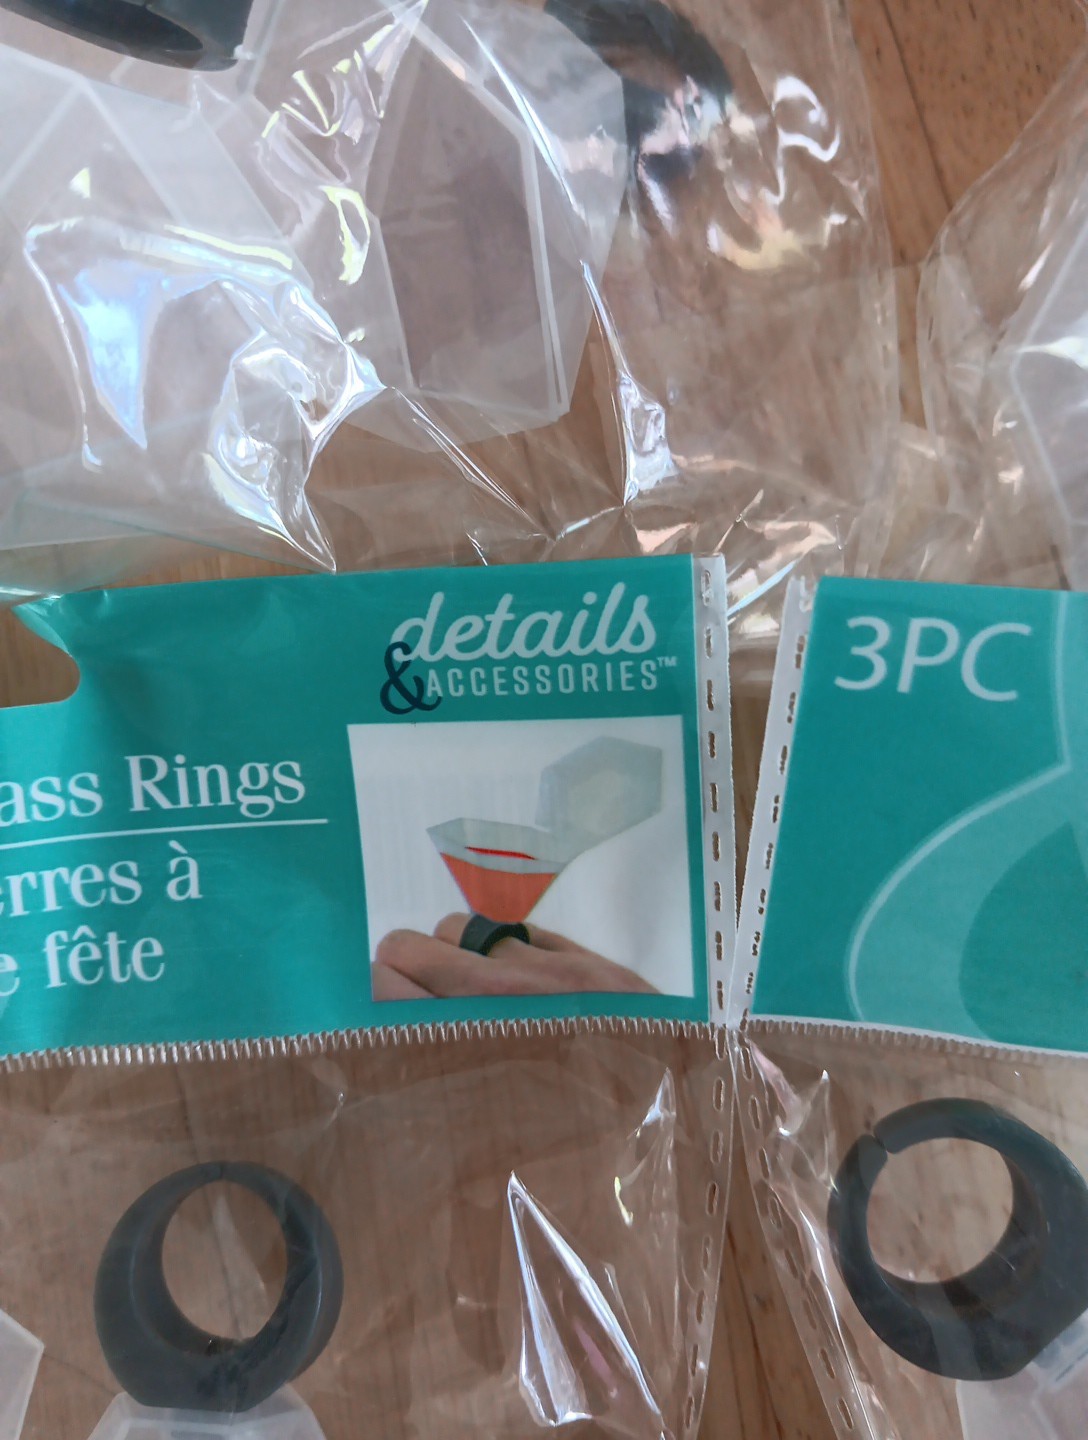 details
& ACCESSORIES™
3PC
ass Rings
erres à
e fête